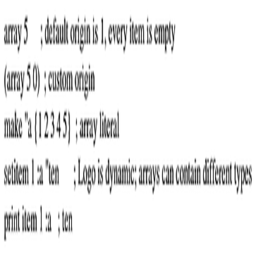 array 5 ; default origin is 1, every item is empty
(array 5 0) ; custom origin
make "a {1 2 3 4 5} ; array literal
setitem 1 :a "ten ; Logo is dynamic; arrays can contain different types
print item 1 :a ; ten